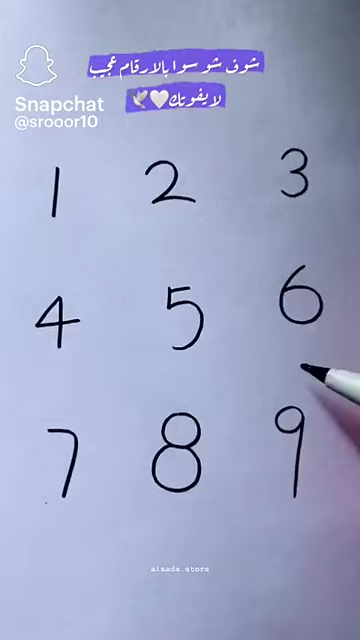 شوف شو سوا بالارقام عجيب
لا يفوتك🤍🕊
Snapchat
@srooor10
1 2 3
4 5 6
7 8 9
alsada.store